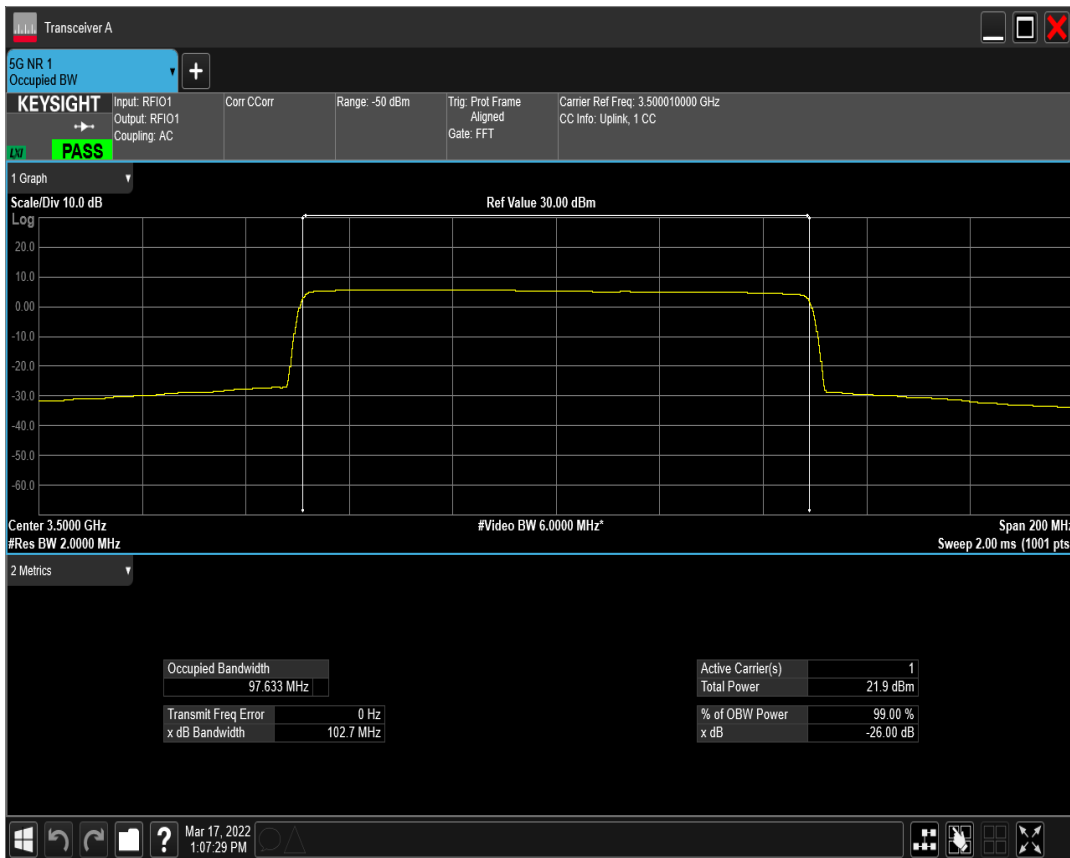 Transceiver A
5G NR 1
Occupied BW
+
KEYSIGHT
LXI
PASS
Input: RFIO1
Output: RFIO1
Coupling: AC
Corr CCorr
Range: -50 dBm
Trig: Prot Frame
Aligned
Gate: FFT
Carrier Ref Freq: 3.500010000 GHz
CC Info: Uplink, 1 CC
1 Graph
Scale/Div 10.0 dB
Ref Value 30.00 dBm
Log
20.0
10.0
0.00
-10.0
-20.0
-30.0
-40.0
-50.0
-60.0
Center 3.5000 GHz
#Video BW 6.0000 MHz*
Span 200 MHz
#Res BW 2.0000 MHz
Sweep 2.00 ms (1001 pts
2 Metrics
Occupied Bandwidth
97.633 MHz
Transmit Freq Error 0 Hz
x dB Bandwidth 102.7 MHz
Active Carrier(s) 1
Total Power 21.9 dBm
% of OBW Power 99.00 %
x dB -26.00 dB
?
Mar 17, 2022
1:07:29 PM